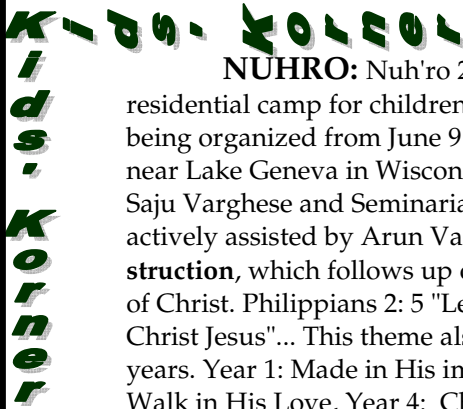 Kids' Korner
Kids' Korner
NUHRO: Nuh'ro 2
residential camp for children
being organized from June 9
near Lake Geneva in Wiscon
Saju Varghese and Seminaria
actively assisted by Arun Va
struction, which follows up
of Christ. Philippians 2: 5 "Le
Christ Jesus"... This theme al
years. Year 1: Made in His im
Walk in His Love. Year 4: Ch